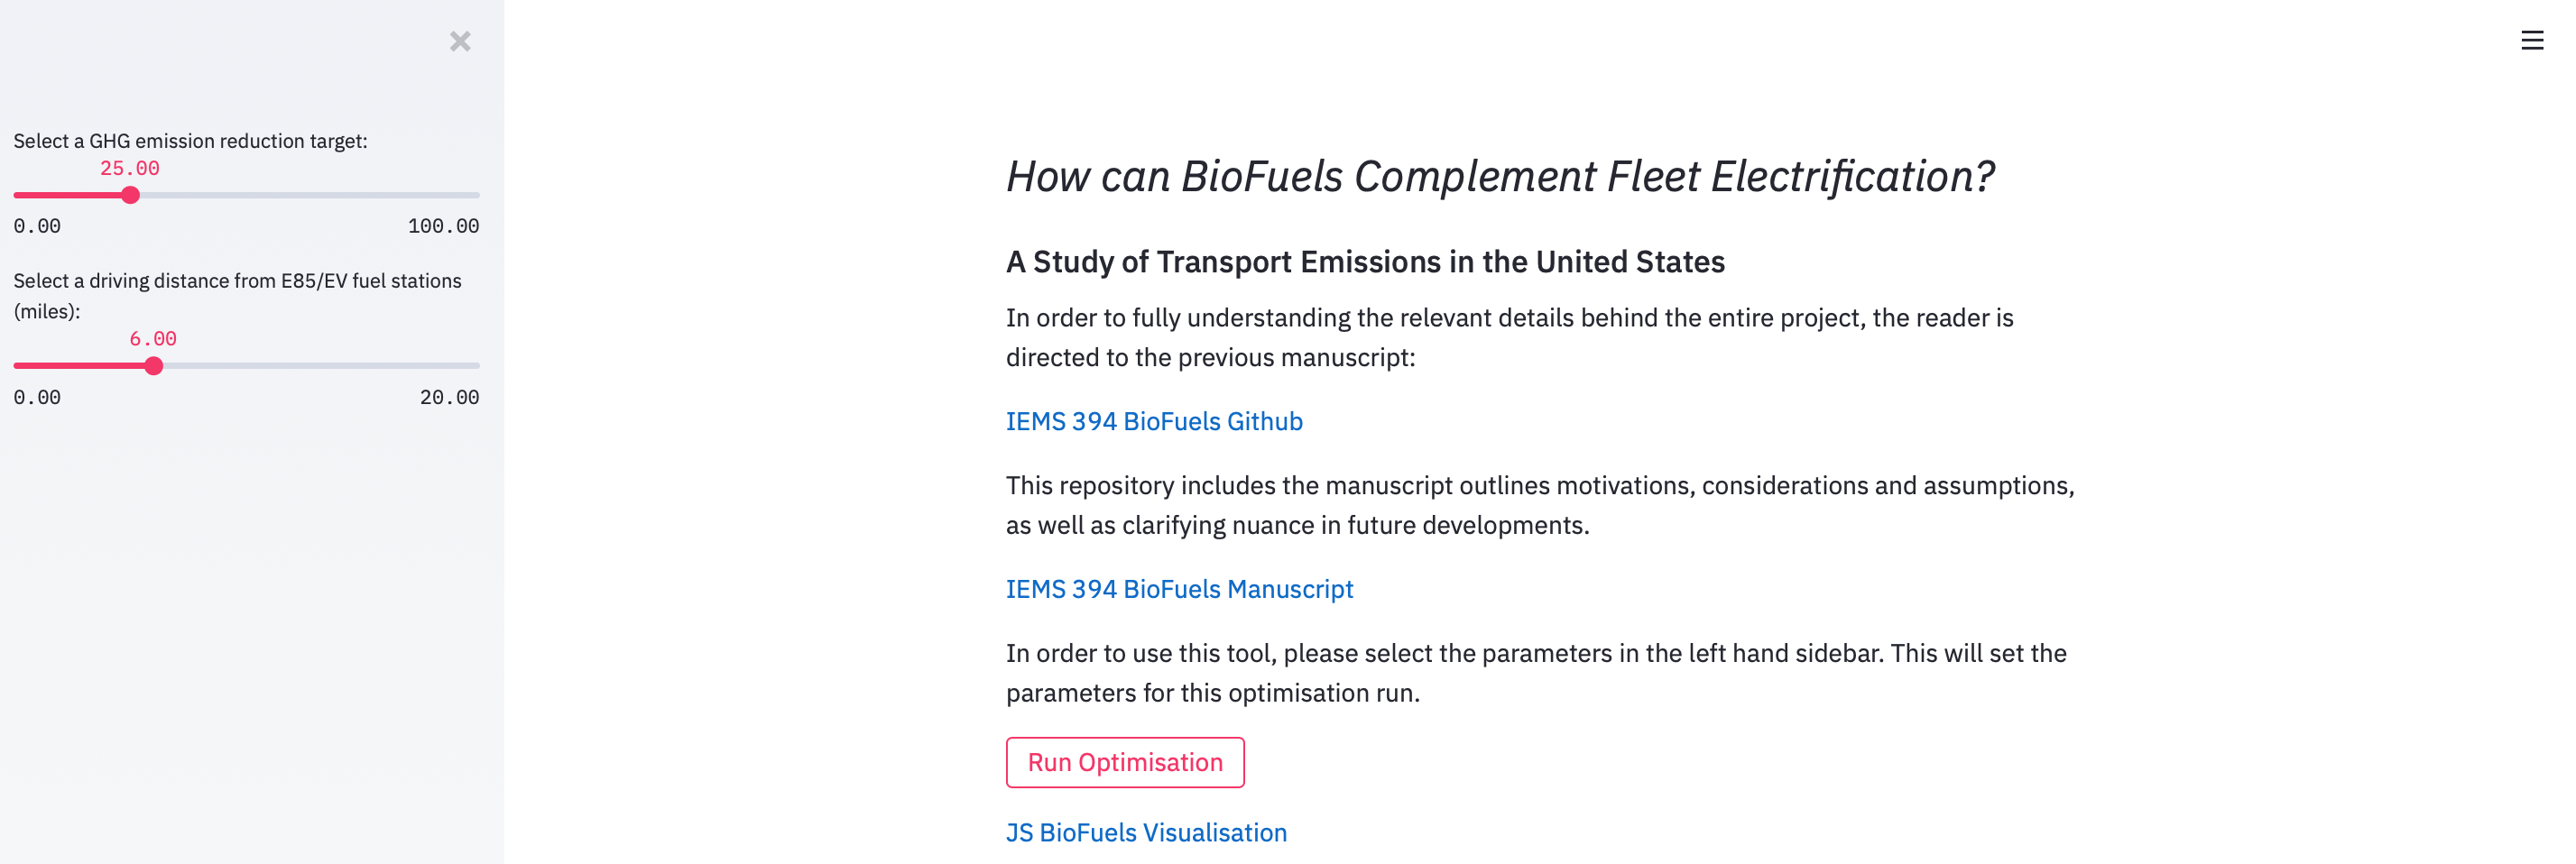 Select a GHG emission reduction target:
25.00
0.00 100.00
Select a driving distance from E85/EV fuel stations
(miles):
6.00
0.00 20.00
How can BioFuels Complement Fleet Electrification?
A Study of Transport Emissions in the United States
In order to fully understanding the relevant details behind the entire project, the reader is
directed to the previous manuscript:
IEMS 394 BioFuels Github
This repository includes the manuscript outlines motivations, considerations and assumptions,
as well as clarifying nuance in future developments.
IEMS 394 BioFuels Manuscript
In order to use this tool, please select the parameters in the left hand sidebar. This will set the
parameters for this optimisation run.
Run Optimisation
JS BioFuels Visualisation